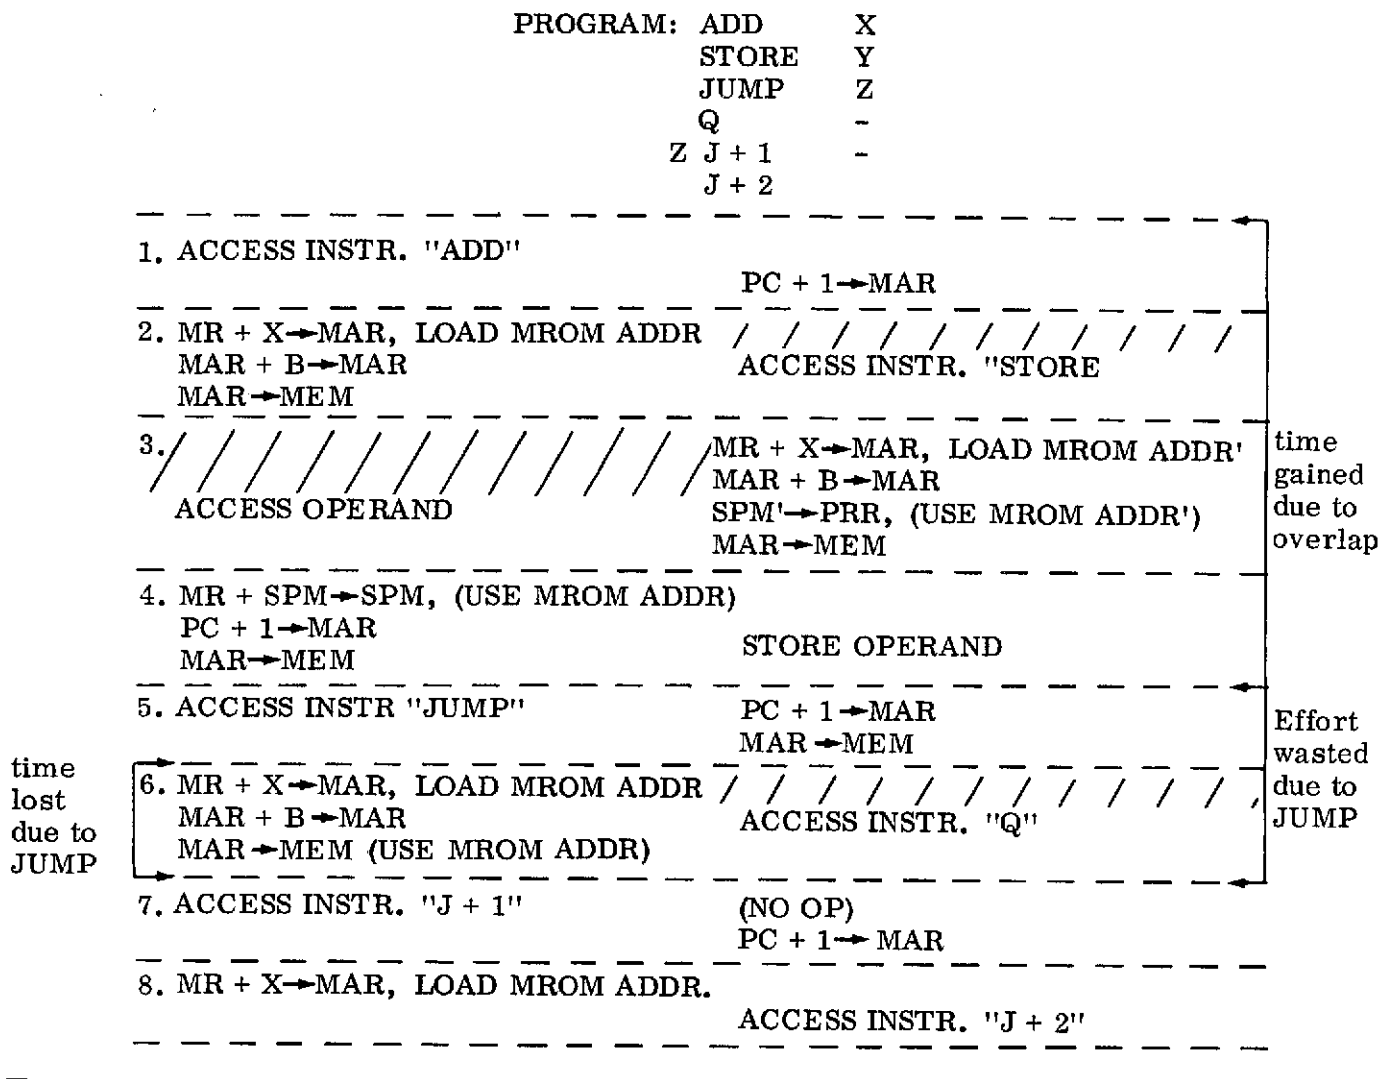 PROGRAM: ADD X
STORE Y
JUMP Z
Q -
Z J + 1 -
J + 2
1. ACCESS INSTR. "ADD"
PC + 1→MAR
2. MR + X→MAR, LOAD MROM ADDR
MAR + B→MAR
MAR→MEM
ACCESS INSTR. "STORE
3.
ACCESS OPERAND
MR + X→MAR, LOAD MROM ADDR'
MAR + B→MAR
SPM'→PRR, (USE MROM ADDR')
MAR→MEM
time
gained
due to
overlap
4. MR + SPM→SPM, (USE MROM ADDR)
PC + 1→MAR
MAR→MEM
STORE OPERAND
5. ACCESS INSTR "JUMP"
PC + 1→MAR
MAR→MEM
Effort
wasted
due to
JUMP
time
lost
due to
JUMP
6. MR + X→MAR, LOAD MROM ADDR
MAR + B→MAR
MAR→MEM (USE MROM ADDR)
ACCESS INSTR. "Q"
7. ACCESS INSTR. "J + 1"
(NO OP)
PC + 1→ MAR
8. MR + X→MAR, LOAD MROM ADDR.
ACCESS INSTR. "J + 2"